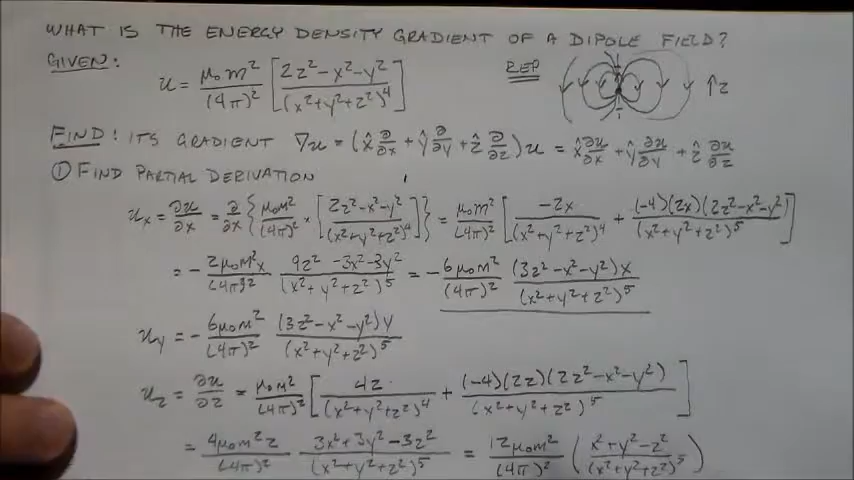 WHAT IS THE ENERGY DENSITY GRADIENT OF A DIPOLE FIELD?
GIVEN: u = μ₀m²/(4π)² [ (2z²-x²-y²)/(x²+y²+z²)⁴ ] REP ↑z
FIND: ITS GRADIENT ∇u = (x̂ ∂/∂x + ŷ ∂/∂y + ẑ ∂/∂z)u = x̂ ∂u/∂x + ŷ ∂u/∂y + ẑ ∂u/∂z
① FIND PARTIAL DERIVATION
u_x = ∂u/∂x = ∂/∂x { μ₀m²/(4π)² × [ (2z²-x²-y²)/(x²+y²+z²)⁴ ] } = μ₀m²/(4π)² [ -2x/(x²+y²+z²)⁴ + (-4)(2x)(2z²-x²-y²)/(x²+y²+z²)⁵ ]
= - 2μ₀m²x/(4π)² (9z²-3x²-3y²)/(x²+y²+z²)⁵ = - 6μ₀m²/(4π)² (3z²-x²-y²)x/(x²+y²+z²)⁵
u_y = - 6μ₀m²/(4π)² (3z²-x²-y²)y/(x²+y²+z²)⁵
u_z = ∂u/∂z = μ₀m²/(4π)² [ 4z/(x²+y²+z²)⁴ + (-4)(2z)(2z²-x²-y²)/(x²+y²+z²)⁵ ]
= 4μ₀m²z/(4π)² (3x²+3y²-3z²)/(x²+y²+z²)⁵ = 12μ₀m²/(4π)² ( (x²+y²-z²)/(x²+y²+z²)⁵ )